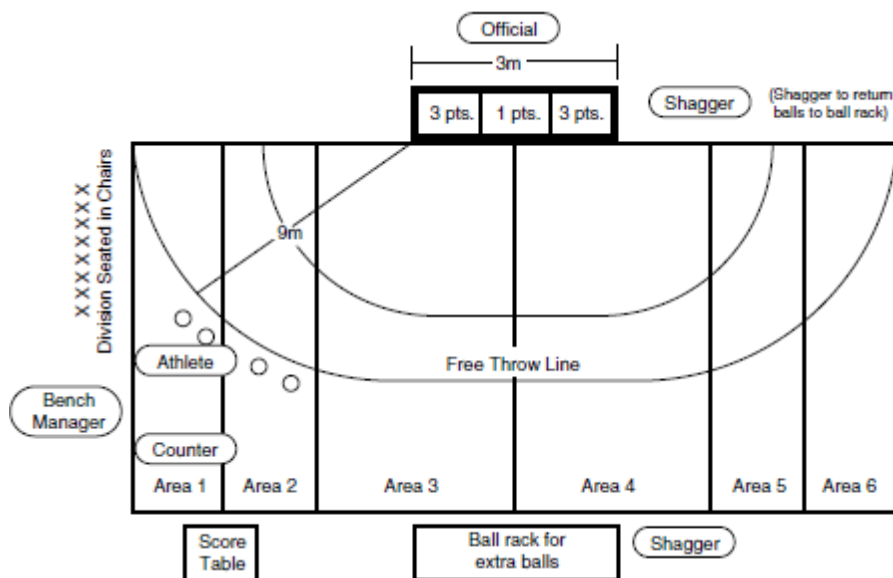 Official
3m
3 pts.
1 pts.
3 pts.
Shagger
(Shagger to return
balls to ball rack)
X X X X X X X X
Division Seated in Chairs
9m
Athlete
Free Throw Line
Bench
Manager
Counter
Area 1
Area 2
Area 3
Area 4
Area 5
Area 6
Score
Table
Ball rack for
extra balls
Shagger